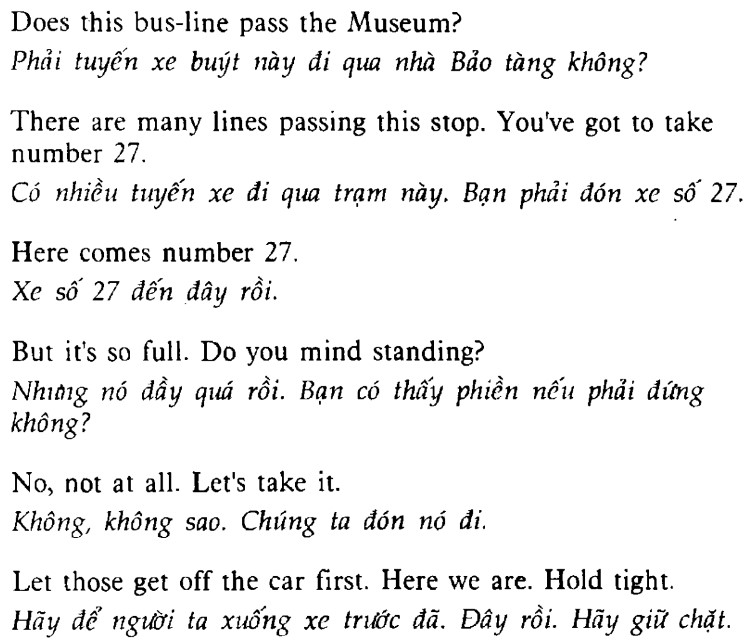 Does this bus-line pass the Museum?
Phải tuyến xe buýt này đi qua nhà Bảo tàng không?
There are many lines passing this stop. You've got to take
number 27.
Có nhiều tuyến xe đi qua trạm này. Bạn phải đón xe số 27.
Here comes number 27.
Xe số 27 đến đây rồi.
But it's so full. Do you mind standing?
Nhưng nó đầy quá rồi. Bạn có thấy phiền nếu phải đứng
không?
No, not at all. Let's take it.
Không, không sao. Chúng ta đón nó đi.
Let those get off the car first. Here we are. Hold tight.
Hãy để người ta xuống xe trước đã. Đây rồi. Hãy giữ chặt.